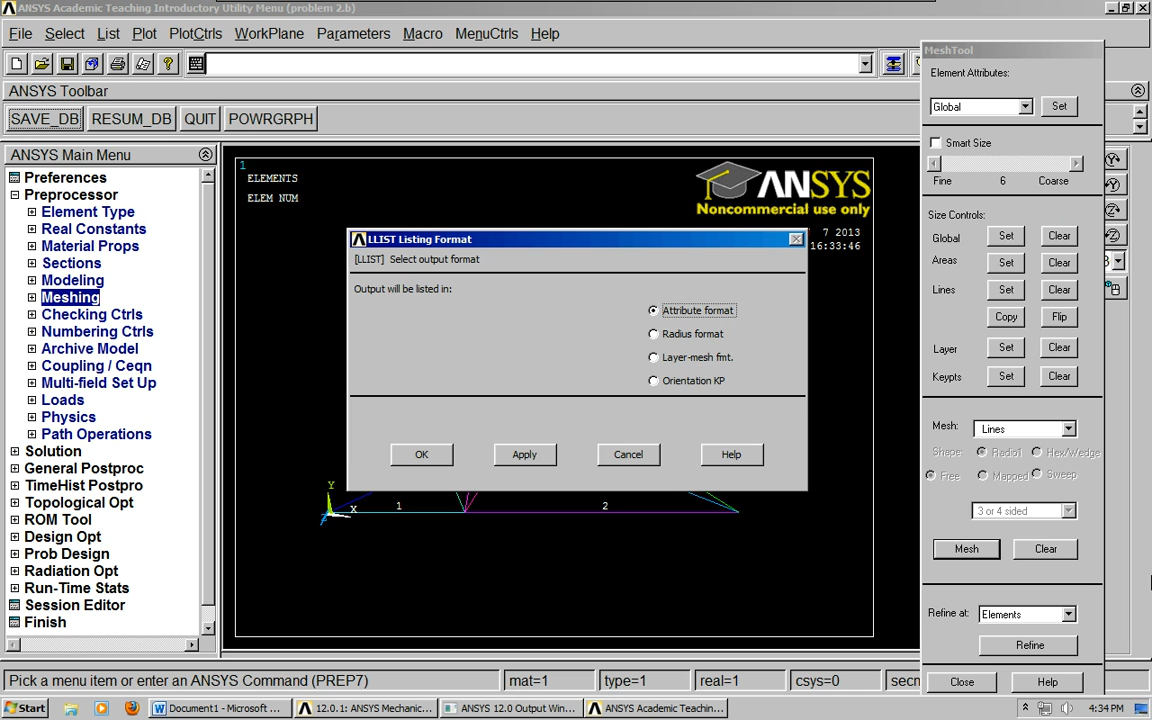 ANSYS Academic Teaching Introductory Utility Menu (problem 2.b)
File Select List Plot PlotCtrls WorkPlane Parameters Macro MenuCtrls Help
ANSYS Toolbar
SAVE_DB RESUM_DB QUIT POWRGRPH
ANSYS Main Menu
Preferences
Preprocessor
Element Type
Real Constants
Material Props
Sections
Modeling
Meshing
Checking Ctrls
Numbering Ctrls
Archive Model
Coupling / Ceqn
Multi-field Set Up
Loads
Physics
Path Operations
Solution
General Postproc
TimeHist Postpro
Topological Opt
ROM Tool
Design Opt
Prob Design
Radiation Opt
Run-Time Stats
Session Editor
Finish
1
ELEMENTS
ELEM NUM
ANSYS
Noncommercial use only
7 2013
16:33:46
LLIST Listing Format
[LLIST] Select output format
Output will be listed in:
Attribute format
Radius format
Layer-mesh fmt.
Orientation KP
OK Apply Cancel Help
Y
X
Z
1
2
MeshTool
Element Attributes:
Global Set
Smart Size
Fine 6 Coarse
Size Controls:
Global Set Clear
Areas Set Clear
Lines Set Clear
Copy Flip
Layer Set Clear
Keypts Set Clear
Mesh: Lines
Shape: Radio1 Hex/Wedge
Free Mapped Sweep
3 or 4 sided
Mesh Clear
Refine at: Elements
Refine
Close Help
Pick a menu item or enter an ANSYS Command (PREP7) mat=1 type=1 real=1 csys=0 secn
Start Document1 - Microsoft ... 12.0.1: ANSYS Mechanic... ANSYS 12.0 Output Win... ANSYS Academic Teachin... 4:34 PM